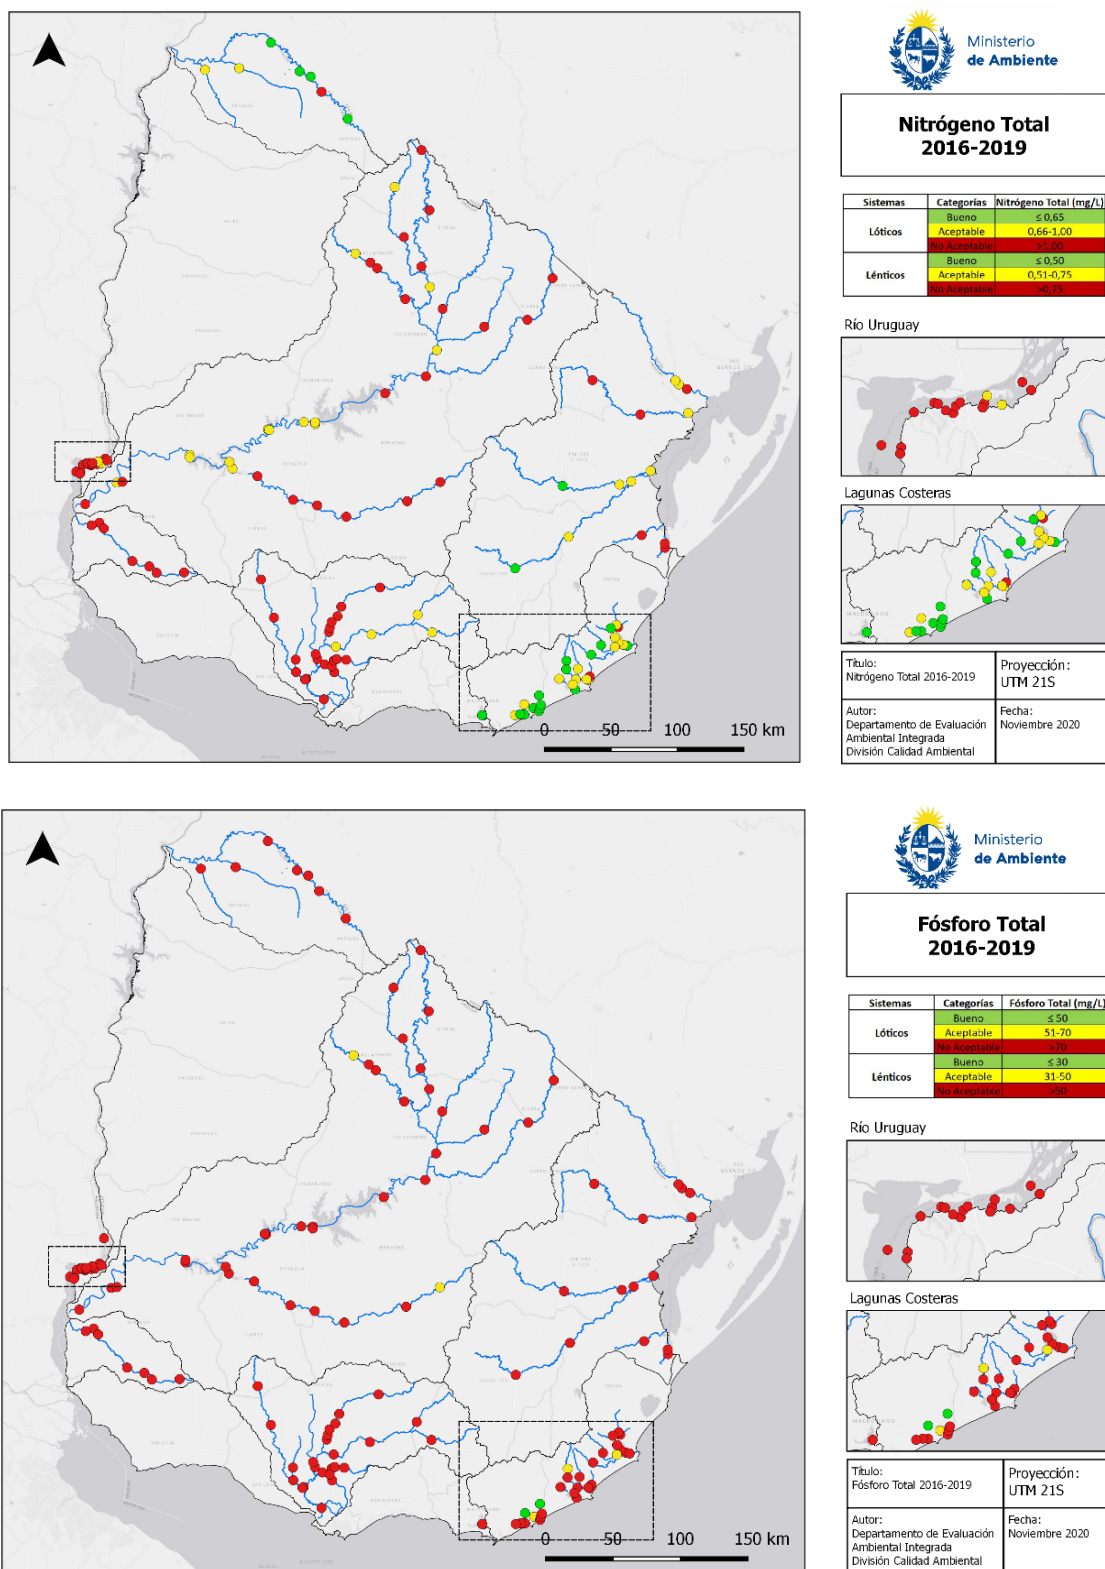 Ministerio
de Ambiente
Nitrógeno Total
2016-2019
Sistemas Categorías Nitrógeno Total (mg/L)
Lóticos
Bueno ≤ 0,65
Aceptable 0,66-1,00
No Aceptable >1,00
Lénticos
Bueno ≤ 0,50
Aceptable 0,51-0,75
No Aceptable >0,75
Río Uruguay
Lagunas Costeras
Título:
Nitrógeno Total 2016-2019
Proyección:
UTM 21S
Autor:
Departamento de Evaluación
Ambiental Integrada
División Calidad Ambiental
Fecha:
Noviembre 2020
0 50 100 150 km
Ministerio
de Ambiente
Fósforo Total
2016-2019
Sistemas Categorías Fósforo Total (mg/L)
Lóticos
Bueno ≤ 50
Aceptable 51-70
No Aceptable >70
Lénticos
Bueno ≤ 30
Aceptable 31-50
No Aceptable >50
Río Uruguay
Lagunas Costeras
Título:
Fósforo Total 2016-2019
Proyección:
UTM 21S
Autor:
Departamento de Evaluación
Ambiental Integrada
División Calidad Ambiental
Fecha:
Noviembre 2020
0 50 100 150 km